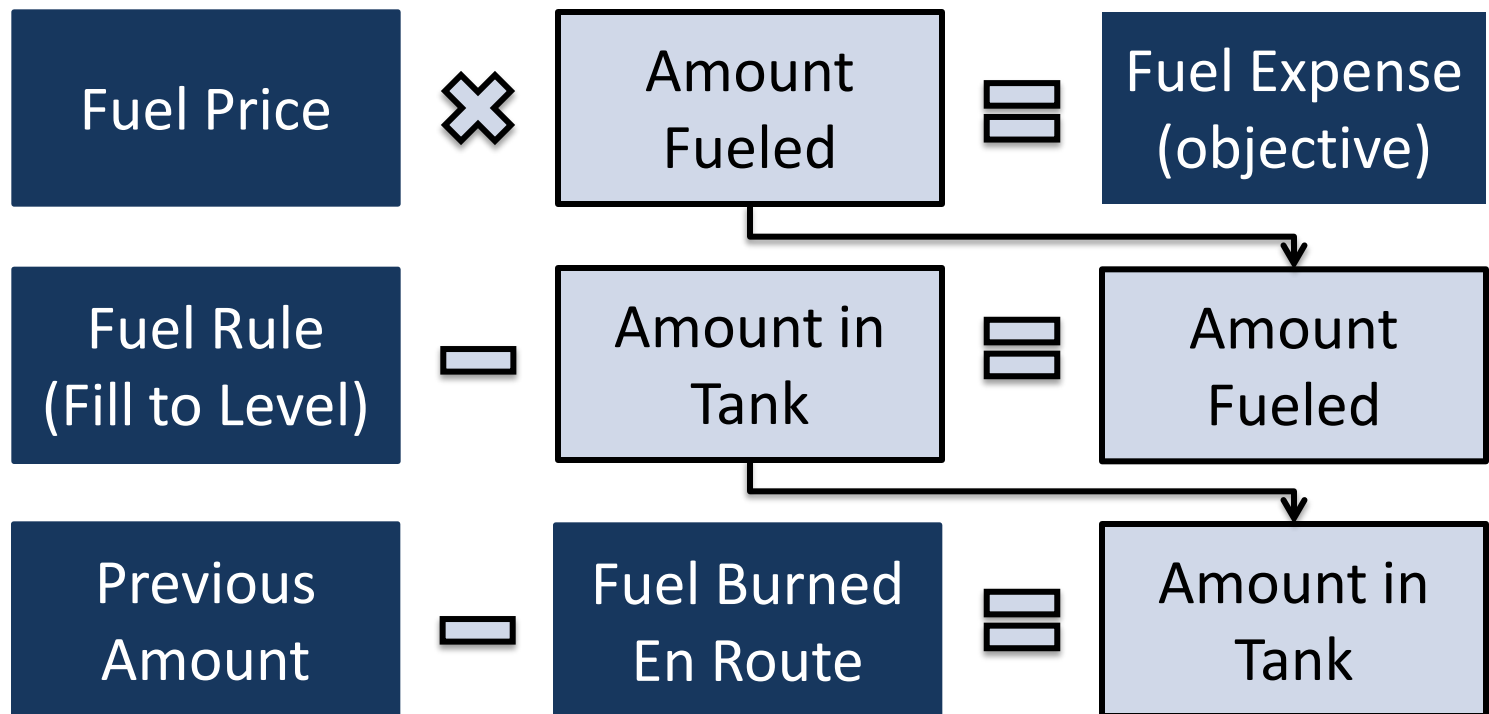 Fuel Price
Amount
Fueled
Fuel Expense
(objective)
Fuel Rule
(Fill to Level)
Amount in
Tank
Amount
Fueled
Previous
Amount
Fuel Burned
En Route
Amount in
Tank